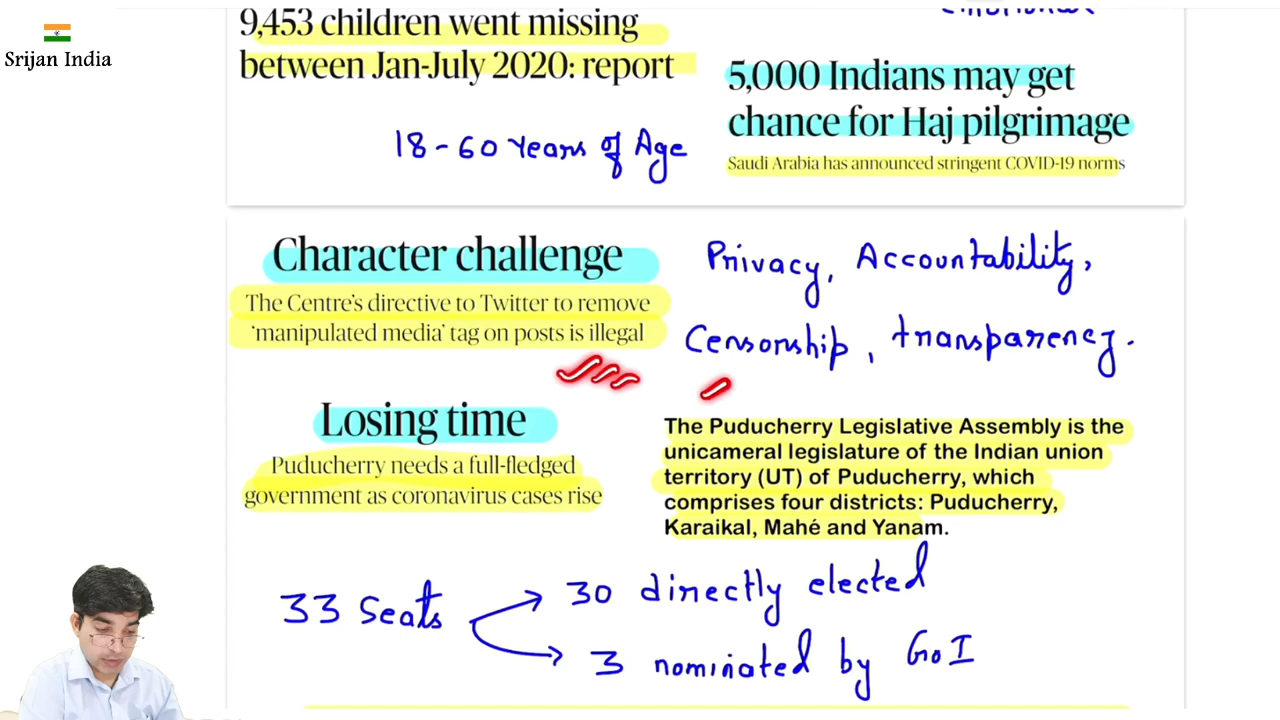 Srijan India
9,453 children went missing
between Jan-July 2020: report
18-60 Years of Age
5,000 Indians may get
chance for Haj pilgrimage
Saudi Arabia has announced stringent COVID-19 norms
Character challenge
The Centre's directive to Twitter to remove
'manipulated media' tag on posts is illegal
Privacy, Accountability,
Censorship, transparency.
Losing time
Puducherry needs a full-fledged
government as coronavirus cases rise
The Puducherry Legislative Assembly is the
unicameral legislature of the Indian union
territory (UT) of Puducherry, which
comprises four districts: Puducherry,
Karaikal, Mahé and Yanam.
33 Seats
30 directly elected
3 nominated by GoI